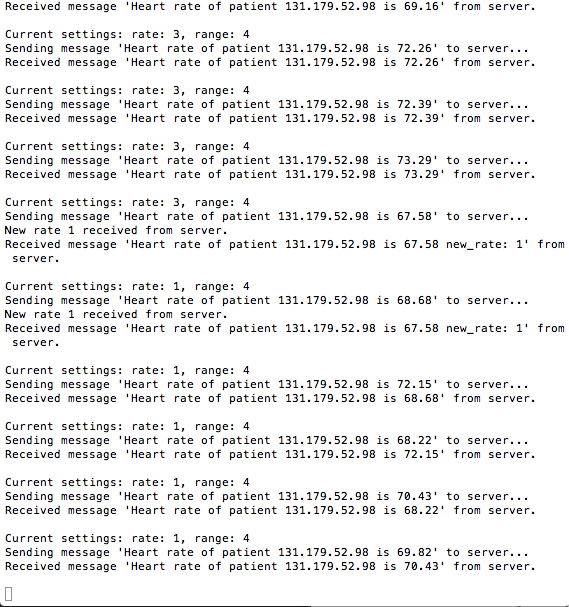 Received message 'Heart rate of patient 131.179.52.98 is 69.16' from server.
Current settings: rate: 3, range: 4
Sending message 'Heart rate of patient 131.179.52.98 is 72.26' to server...
Received message 'Heart rate of patient 131.179.52.98 is 72.26' from server.
Current settings: rate: 3, range: 4
Sending message 'Heart rate of patient 131.179.52.98 is 72.39' to server...
Received message 'Heart rate of patient 131.179.52.98 is 72.39' from server.
Current settings: rate: 3, range: 4
Sending message 'Heart rate of patient 131.179.52.98 is 73.29' to server...
Received message 'Heart rate of patient 131.179.52.98 is 73.29' from server.
Current settings: rate: 3, range: 4
Sending message 'Heart rate of patient 131.179.52.98 is 67.58' to server...
New rate 1 received from server.
Received message 'Heart rate of patient 131.179.52.98 is 67.58 new_rate: 1' from
server.
Current settings: rate: 1, range: 4
Sending message 'Heart rate of patient 131.179.52.98 is 68.68' to server...
New rate 1 received from server.
Received message 'Heart rate of patient 131.179.52.98 is 67.58 new_rate: 1' from
server.
Current settings: rate: 1, range: 4
Sending message 'Heart rate of patient 131.179.52.98 is 72.15' to server...
Received message 'Heart rate of patient 131.179.52.98 is 68.68' from server.
Current settings: rate: 1, range: 4
Sending message 'Heart rate of patient 131.179.52.98 is 68.22' to server...
Received message 'Heart rate of patient 131.179.52.98 is 72.15' from server.
Current settings: rate: 1, range: 4
Sending message 'Heart rate of patient 131.179.52.98 is 70.43' to server...
Received message 'Heart rate of patient 131.179.52.98 is 68.22' from server.
Current settings: rate: 1, range: 4
Sending message 'Heart rate of patient 131.179.52.98 is 69.82' to server...
Received message 'Heart rate of patient 131.179.52.98 is 70.43' from server.